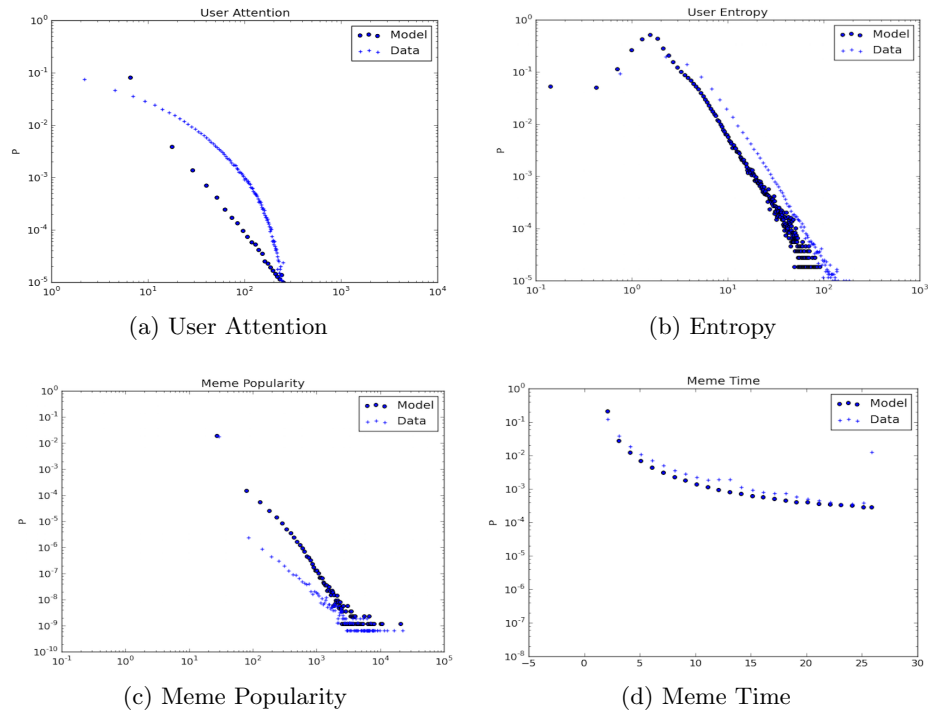 User Attention
10^0
10^-1
10^-2
10^-3
10^-4
10^-5
P
10^0
10^1
10^2
10^3
10^4
Model
Data
(a) User Attention
User Entropy
10^0
10^-1
10^-2
10^-3
10^-4
10^-5
P
10^-1
10^0
10^1
10^2
10^3
Model
Data
(b) Entropy
Meme Popularity
10^0
10^-1
10^-2
10^-3
10^-4
10^-5
10^-6
10^-7
10^-8
10^-9
10^-10
P
10^-1
10^0
10^1
10^2
10^3
10^4
10^5
Model
Data
(c) Meme Popularity
Meme Time
10^0
10^-1
10^-2
10^-3
10^-4
10^-5
10^-6
10^-7
10^-8
P
−5
0
5
10
15
20
25
30
Model
Data
(d) Meme Time